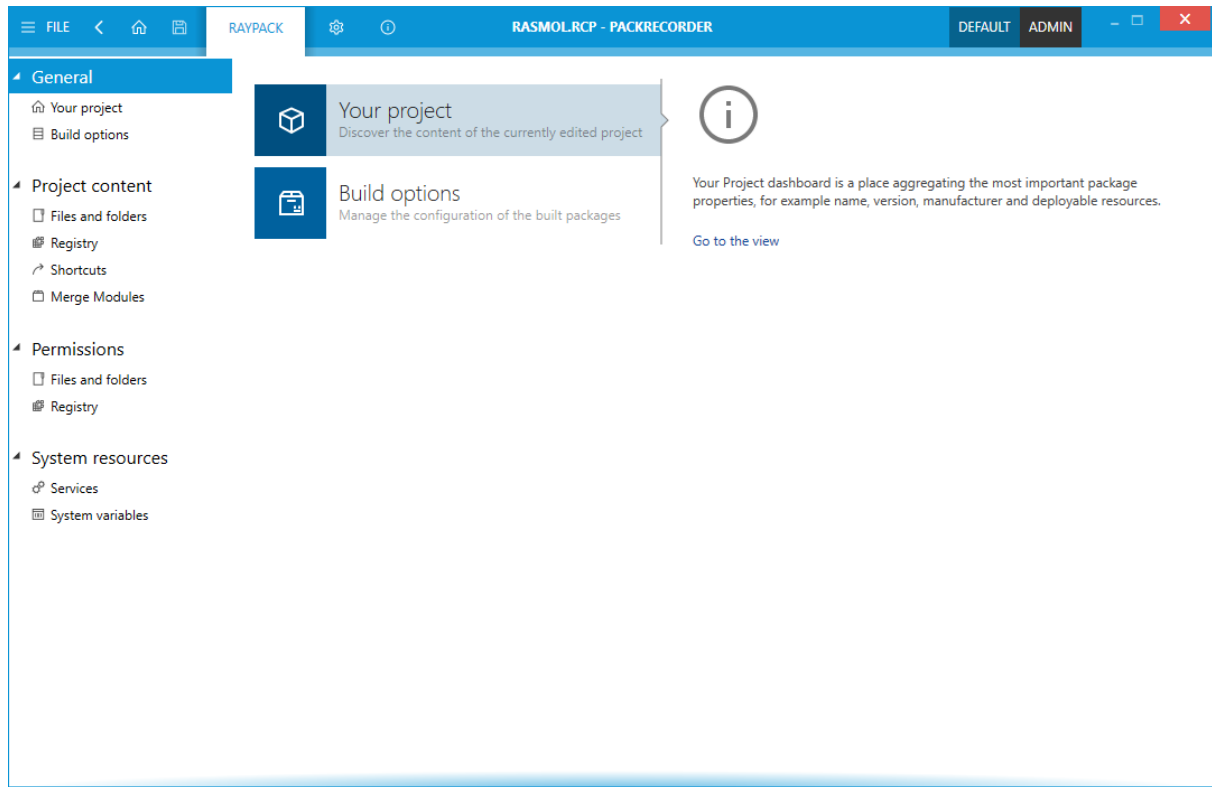 FILE
RAYPACK
RASMOL.RCP - PACKRECORDER
DEFAULT
ADMIN
General
Your project
Build options
Project content
Files and folders
Registry
Shortcuts
Merge Modules
Permissions
Files and folders
Registry
System resources
Services
System variables
Your project
Discover the content of the currently edited project
Build options
Manage the configuration of the built packages
Your Project dashboard is a place aggregating the most important package
properties, for example name, version, manufacturer and deployable resources.
Go to the view